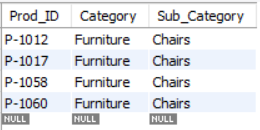 Prod_ID Category Sub_Category
P-1012 Furniture Chairs
P-1017 Furniture Chairs
P-1058 Furniture Chairs
P-1060 Furniture Chairs
NULL NULL NULL